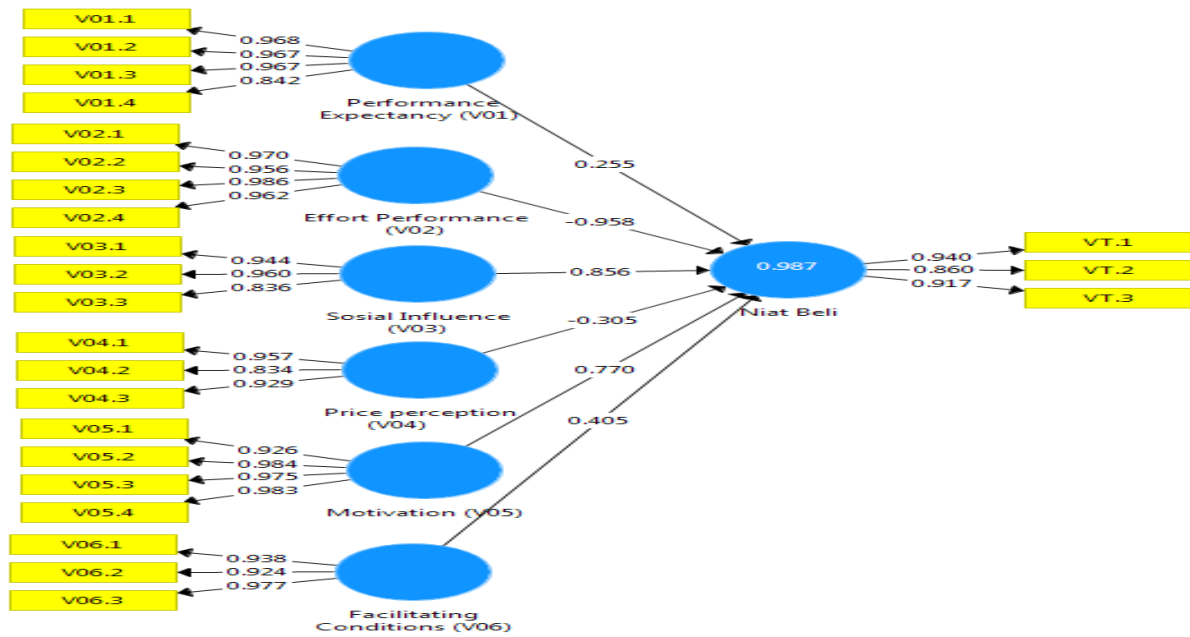 V01.1
V01.2
V01.3
V01.4
0.968
0.967
0.967
0.842
Performance
Expectancy (V01)
V02.1
V02.2
V02.3
V02.4
0.970
0.956
0.986
0.962
Effort Performance
(V02)
V03.1
V03.2
V03.3
0.944
0.960
0.836
Sosial Influence
(V03)
V04.1
V04.2
V04.3
0.957
0.834
0.929
Price perception
(V04)
V05.1
V05.2
V05.3
V05.4
0.926
0.984
0.975
0.983
Motivation (V05)
V06.1
V06.2
V06.3
0.938
0.924
0.977
Facilitating
Conditions (V06)
0.255
-0.958
0.856
-0.305
0.770
0.405
0.987
Niat Beli
0.940
0.860
0.917
VT.1
VT.2
VT.3